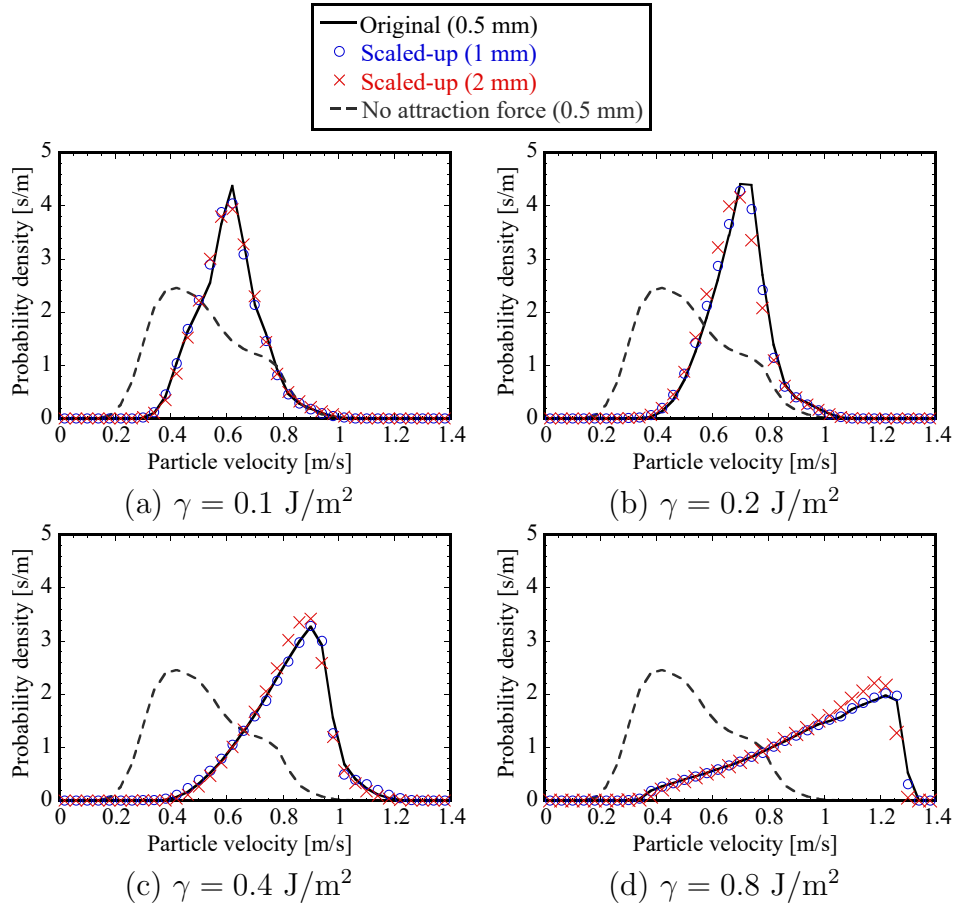 Original (0.5 mm)
Scaled-up (1 mm)
Scaled-up (2 mm)
No attraction force (0.5 mm)
Probability density [s/m]
5
4
3
2
1
0
0 0.2 0.4 0.6 0.8 1 1.2 1.4
Particle velocity [m/s]
(a) γ = 0.1 J/m²
Probability density [s/m]
5
4
3
2
1
0
0 0.2 0.4 0.6 0.8 1 1.2 1.4
Particle velocity [m/s]
(b) γ = 0.2 J/m²
Probability density [s/m]
5
4
3
2
1
0
0 0.2 0.4 0.6 0.8 1 1.2 1.4
Particle velocity [m/s]
(c) γ = 0.4 J/m²
Probability density [s/m]
5
4
3
2
1
0
0 0.2 0.4 0.6 0.8 1 1.2 1.4
Particle velocity [m/s]
(d) γ = 0.8 J/m²